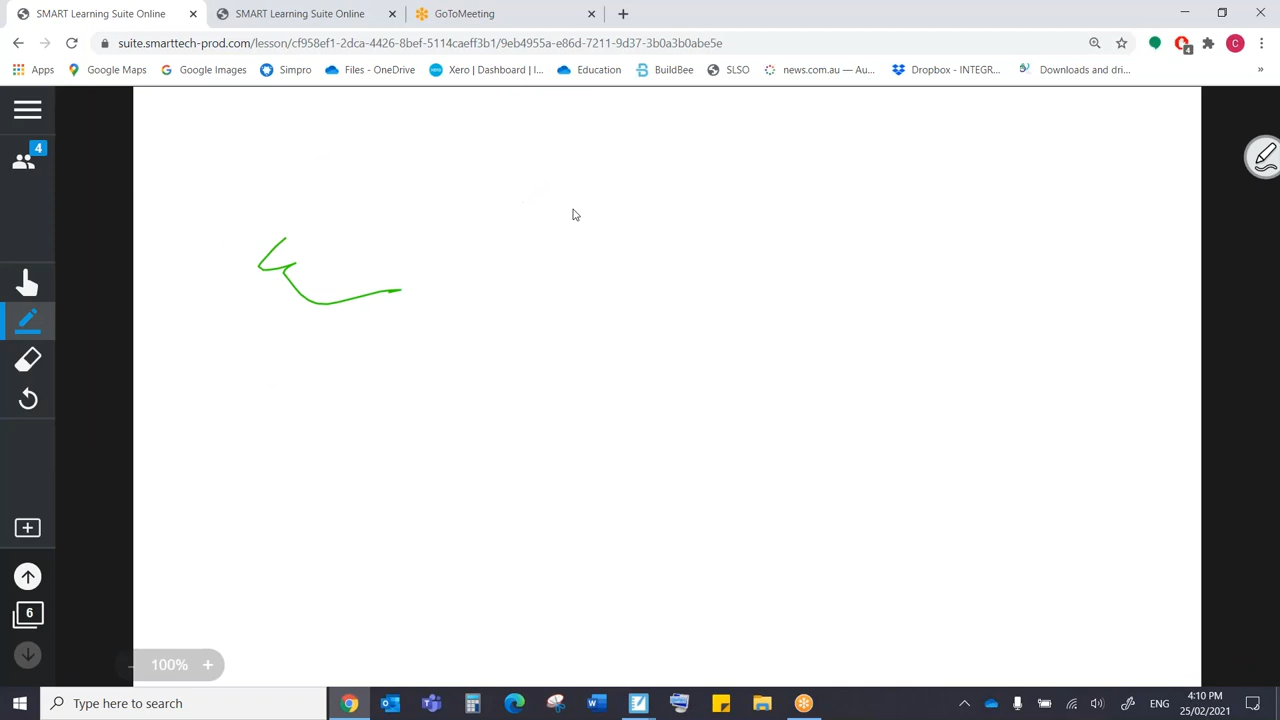 SMART Learning Suite Online
SMART Learning Suite Online
GoToMeeting
suite.smarttech-prod.com/lesson/cf958ef1-2dca-4426-8bef-5114caeff3b1/9eb4955a-e86d-7211-9d37-3b0a3b0abe5e
4
C
Apps
Google Maps
Google Images
Simpro
Files - OneDrive
Xero | Dashboard | I...
Education
BuildBee
SLSO
news.com.au — Au...
Dropbox - INTEGR...
Downloads and dri...
»
4
6
100%
Type here to search
ENG
4:10 PM
25/02/2021